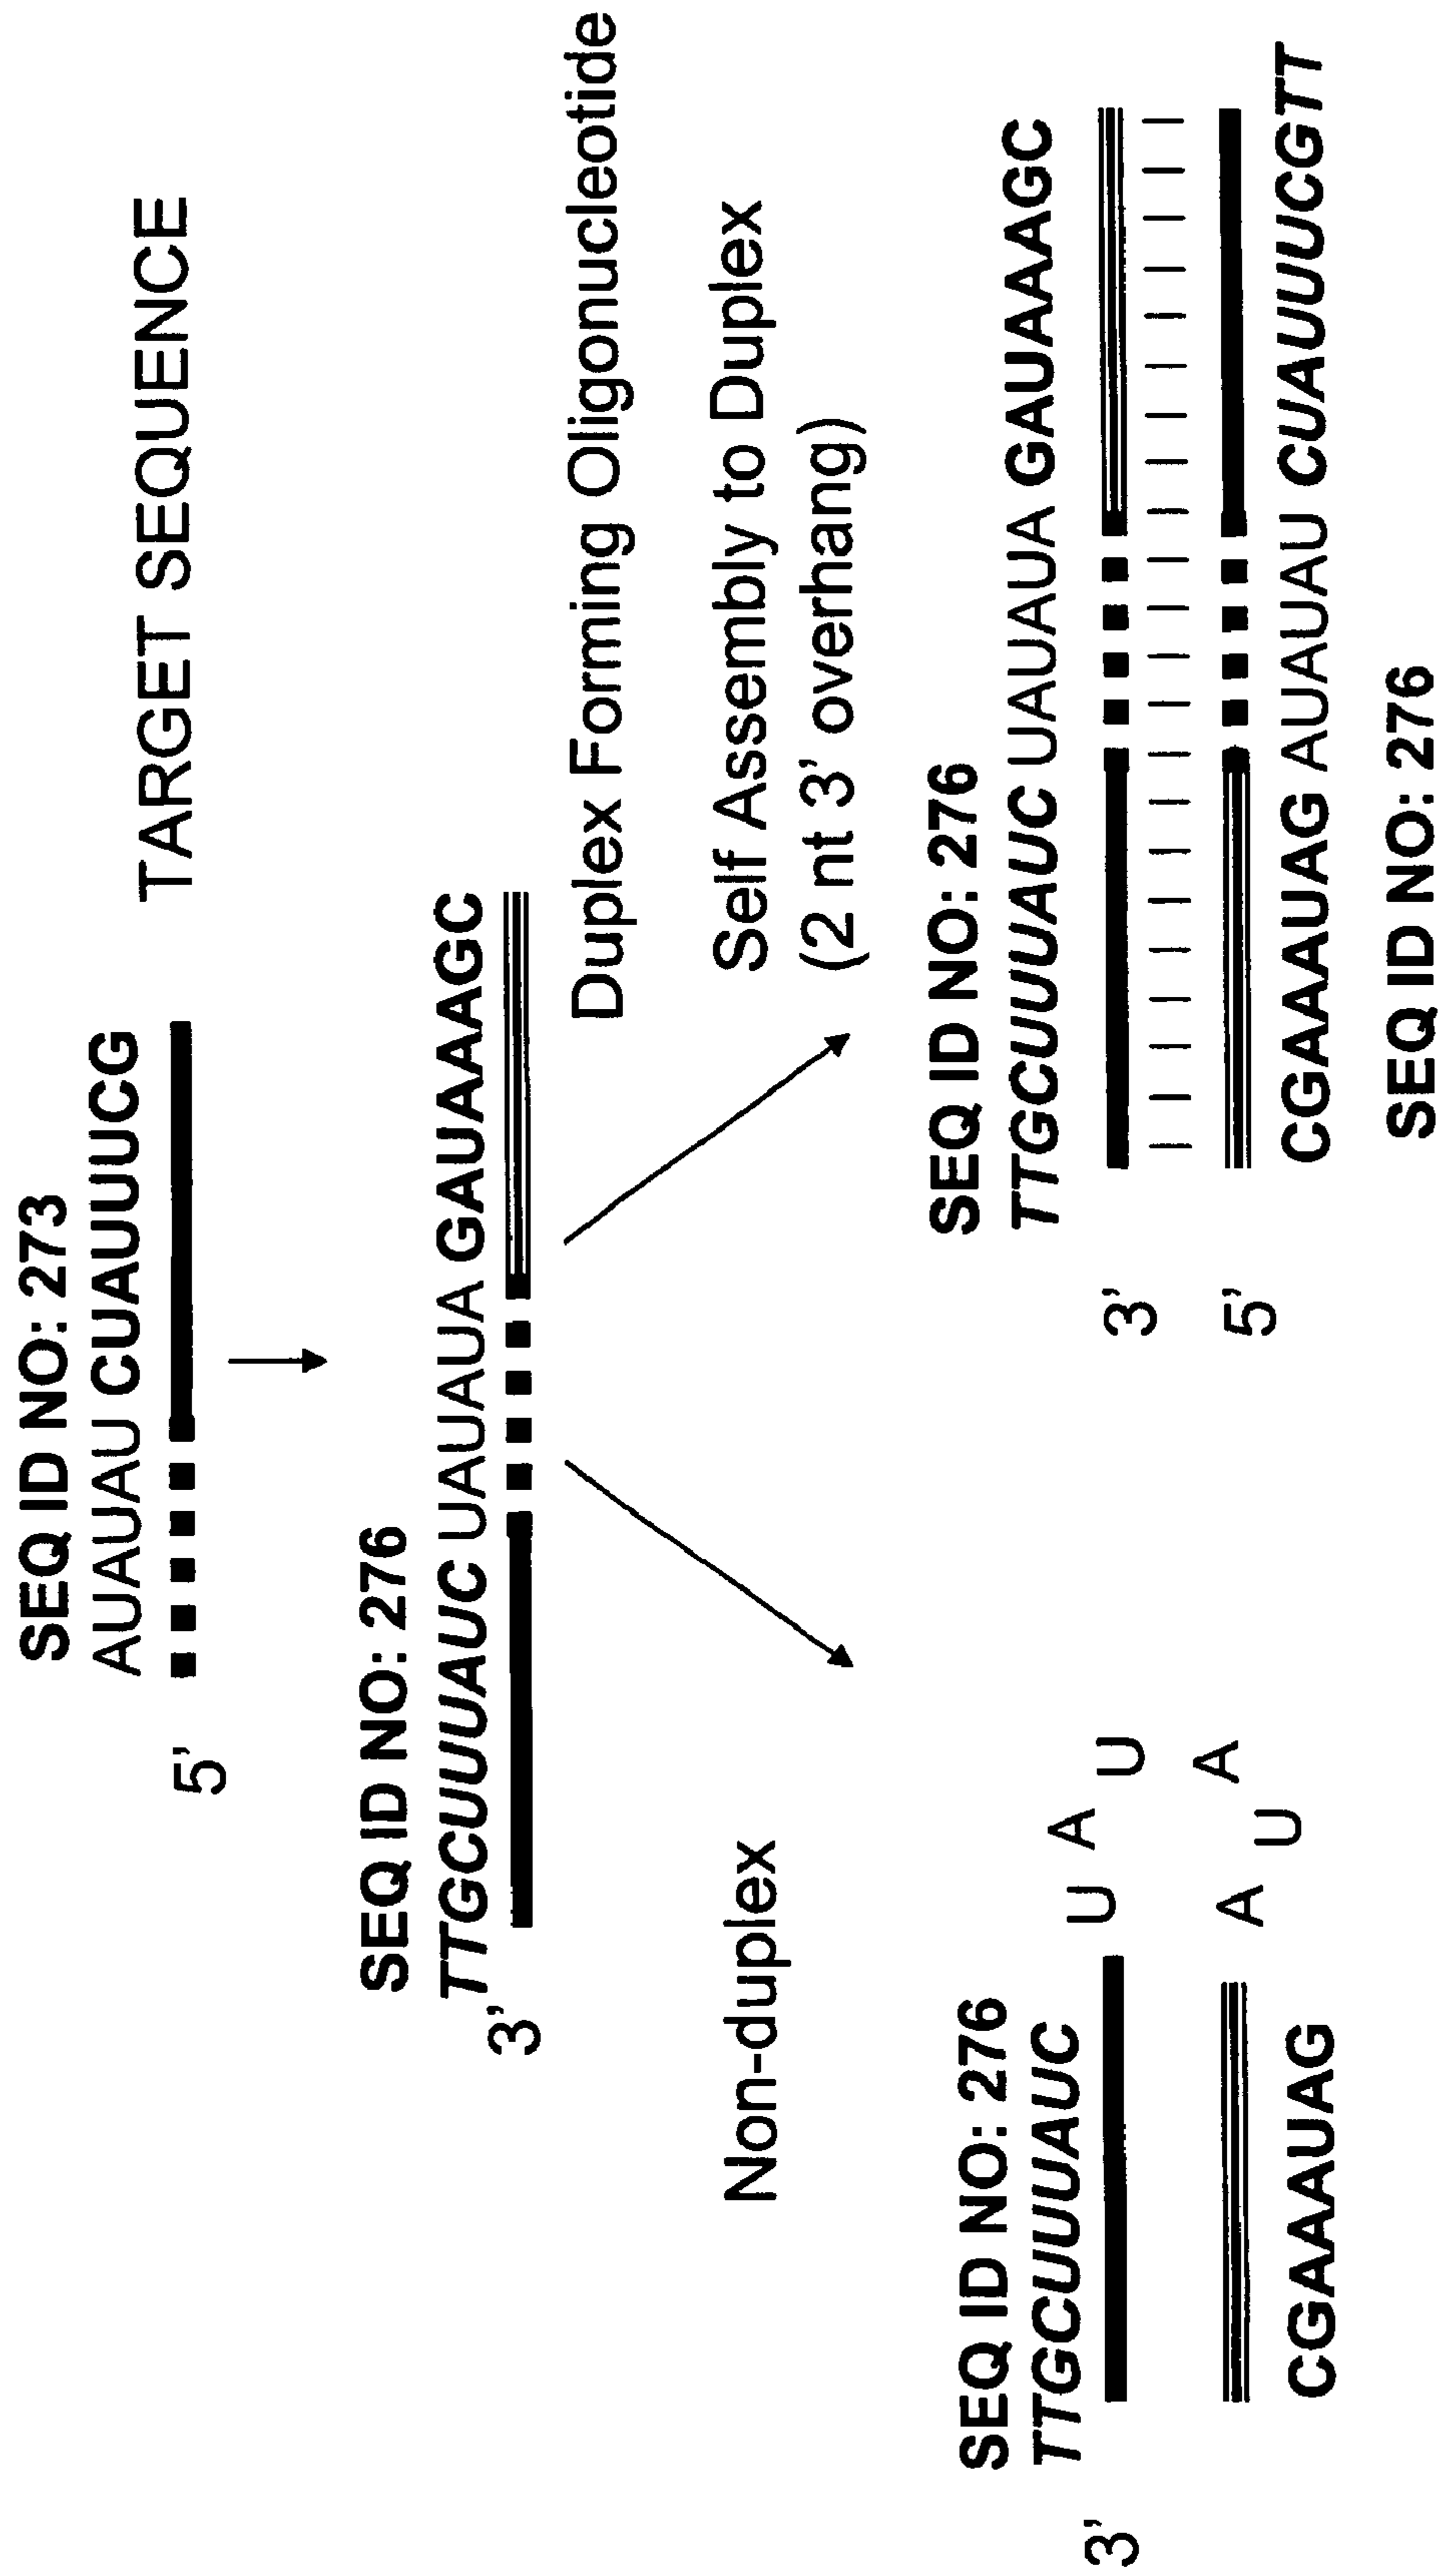 SEQ ID NO: 273
AUAUAU CUAUUUCG
5' TARGET SEQUENCE
SEQ ID NO: 276
TTGCUUUAUC UAUAUA GAUAAAGC
3'
Duplex Forming Oligonucleotide
Non-duplex
Self Assembly to Duplex
(2 nt 3' overhang)
SEQ ID NO: 276
TTGCUUUAUC
3'
U A U
A U A
CGAAAUAG
SEQ ID NO: 276
TTGCUUUAUC UAUAUA GAUAAAGC
3'
5'
CGAAAUAG AUAUAU CUAUUUCGTT
SEQ ID NO: 276